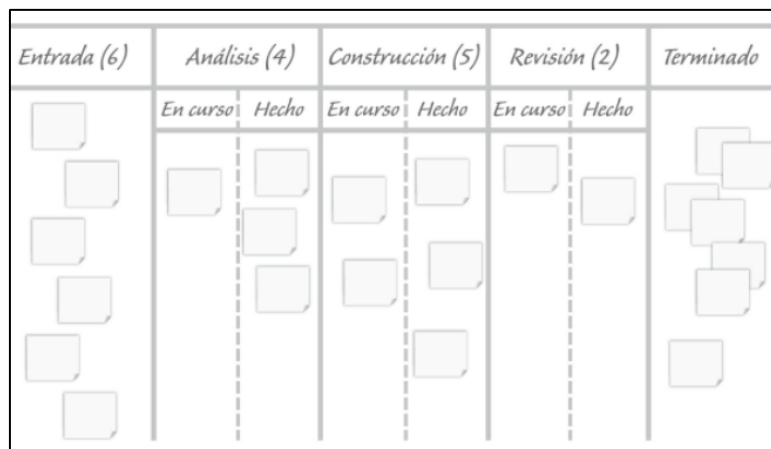 Entrada (6) Análisis (4) Construcción (5) Revisión (2) Terminado
En curso Hecho En curso Hecho En curso Hecho